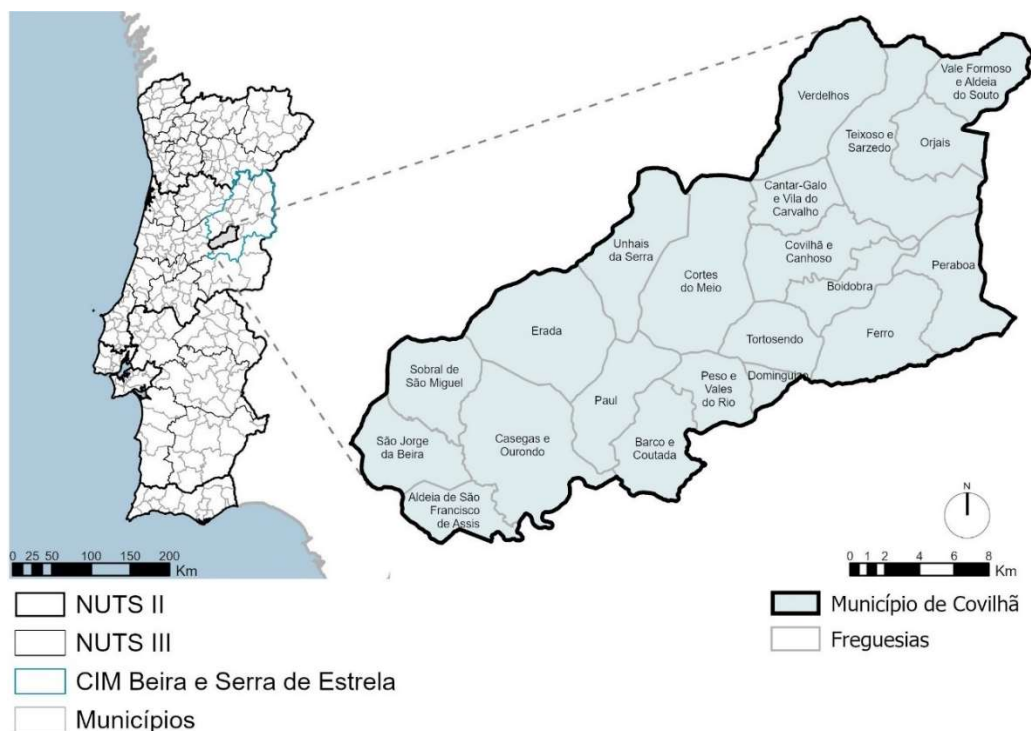 Vale Formoso
e Aldeia
do Souto
Verdelhos
Teixoso e
Sarzedo
Orjais
Cantar-Galo
e Vila do
Carvalho
Unhais
da Serra
Covilhã e
Canhoso
Cortes
do Meio
Peraboa
Boidobra
Erada
Ferro
Tortosendo
Sobral de
São Miguel
Peso e
Vales
do Rio
Dominguizo
Paul
São Jorge
da Beira
Casegas e
Ourondo
Barco e
Coutada
Aldeia de São
Francisco
de Assis
N
0 25 50 100 150 200
Km
0 1 2 4 6 8
Km
NUTS II
NUTS III
CIM Beira e Serra de Estrela
Municípios
Município de Covilhã
Freguesias